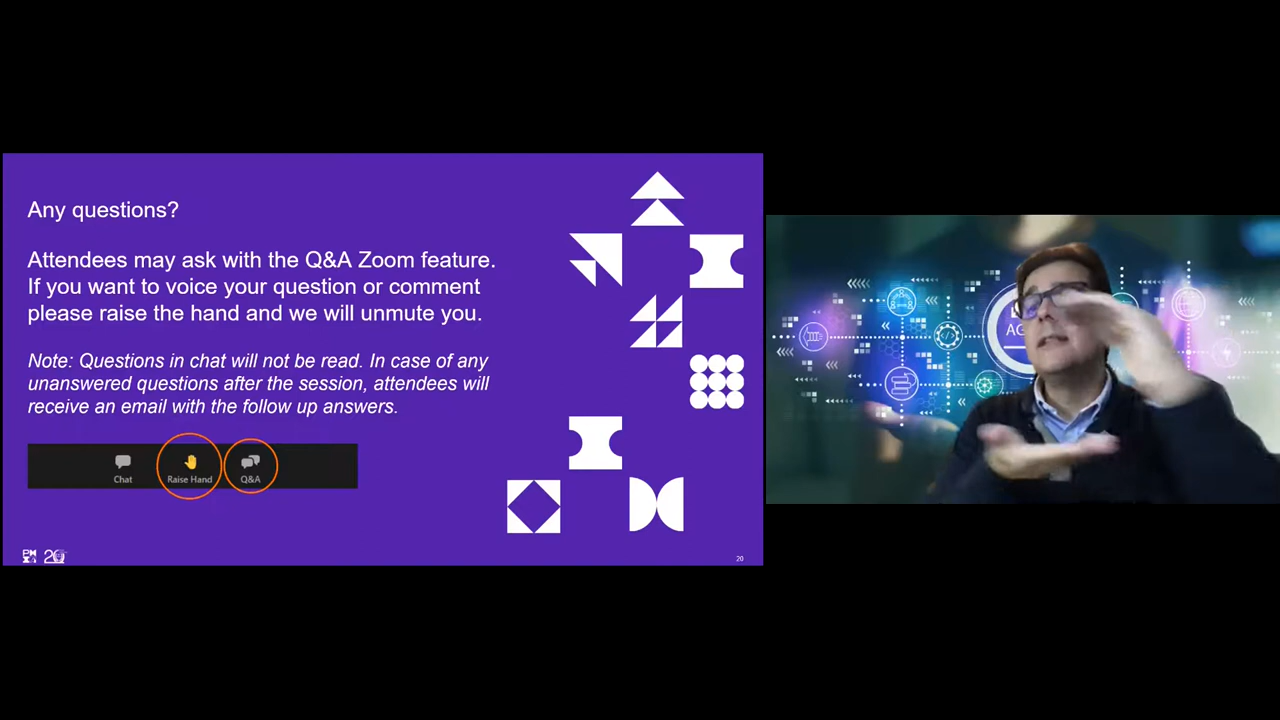 Any questions?
Attendees may ask with the Q&A Zoom feature.
If you want to voice your question or comment
please raise the hand and we will unmute you.
Note: Questions in chat will not be read. In case of any
unanswered questions after the session, attendees will
receive an email with the follow up answers.
Chat
Raise Hand
Q&A
20
20
AG